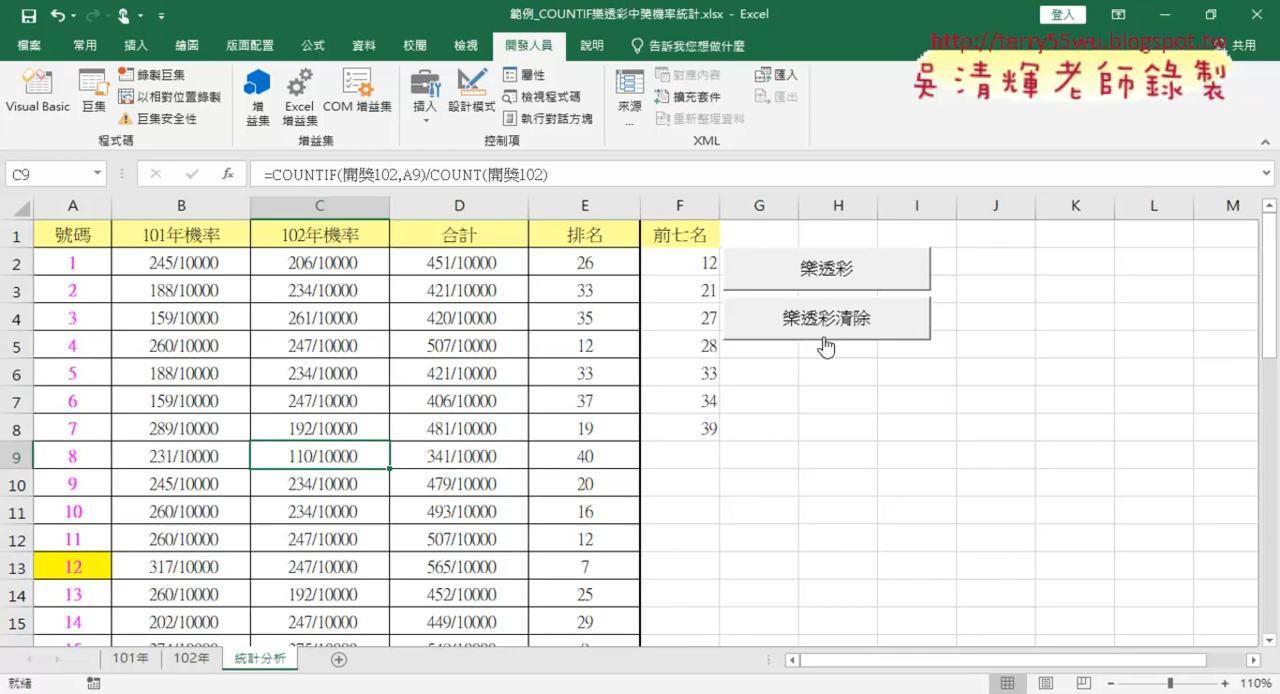 範例_COUNTIF樂透彩中獎機率統計.xlsx - Excel
登入
檔案 常用 插入 繪圖 版面配置 公式 資料 校閱 檢視 開發人員 說明 告訴我您想做什麼 共用
http://terry55wu.blogspot.tw
吳清輝老師錄製
Visual Basic 巨集 錄製巨集 以相對位置錄製 巨集安全性
程式碼
增益集 Excel 增益集 COM 增益集
增益集
插入 設計模式 屬性 檢視程式碼 執行對話方塊
控制項
來源... 對應內容 擴充套件 重新整理資料 匯入 匯出
XML
C9 fx =COUNTIF(開獎102,A9)/COUNT(開獎102)
A B C D E F G H I J K L M
1 號碼 101年機率 102年機率 合計 排名 前七名
2 1 245/10000 206/10000 451/10000 26 12 樂透彩
3 2 188/10000 234/10000 421/10000 33 21
4 3 159/10000 261/10000 420/10000 35 27 樂透彩清除
5 4 260/10000 247/10000 507/10000 12 28
6 5 188/10000 234/10000 421/10000 33 33
7 6 159/10000 247/10000 406/10000 37 34
8 7 289/10000 192/10000 481/10000 19 39
9 8 231/10000 110/10000 341/10000 40
10 9 245/10000 234/10000 479/10000 20
11 10 260/10000 234/10000 493/10000 16
12 11 260/10000 247/10000 507/10000 12
13 12 317/10000 247/10000 565/10000 7
14 13 260/10000 192/10000 452/10000 25
15 14 202/10000 247/10000 449/10000 29
101年 102年 統計分析
就緒 110%